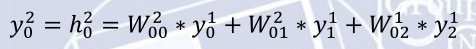 y₀² = h₀² = W₀₀² * y₀¹ + W₀₁² * y₁¹ + W₀₂¹ * y₂¹